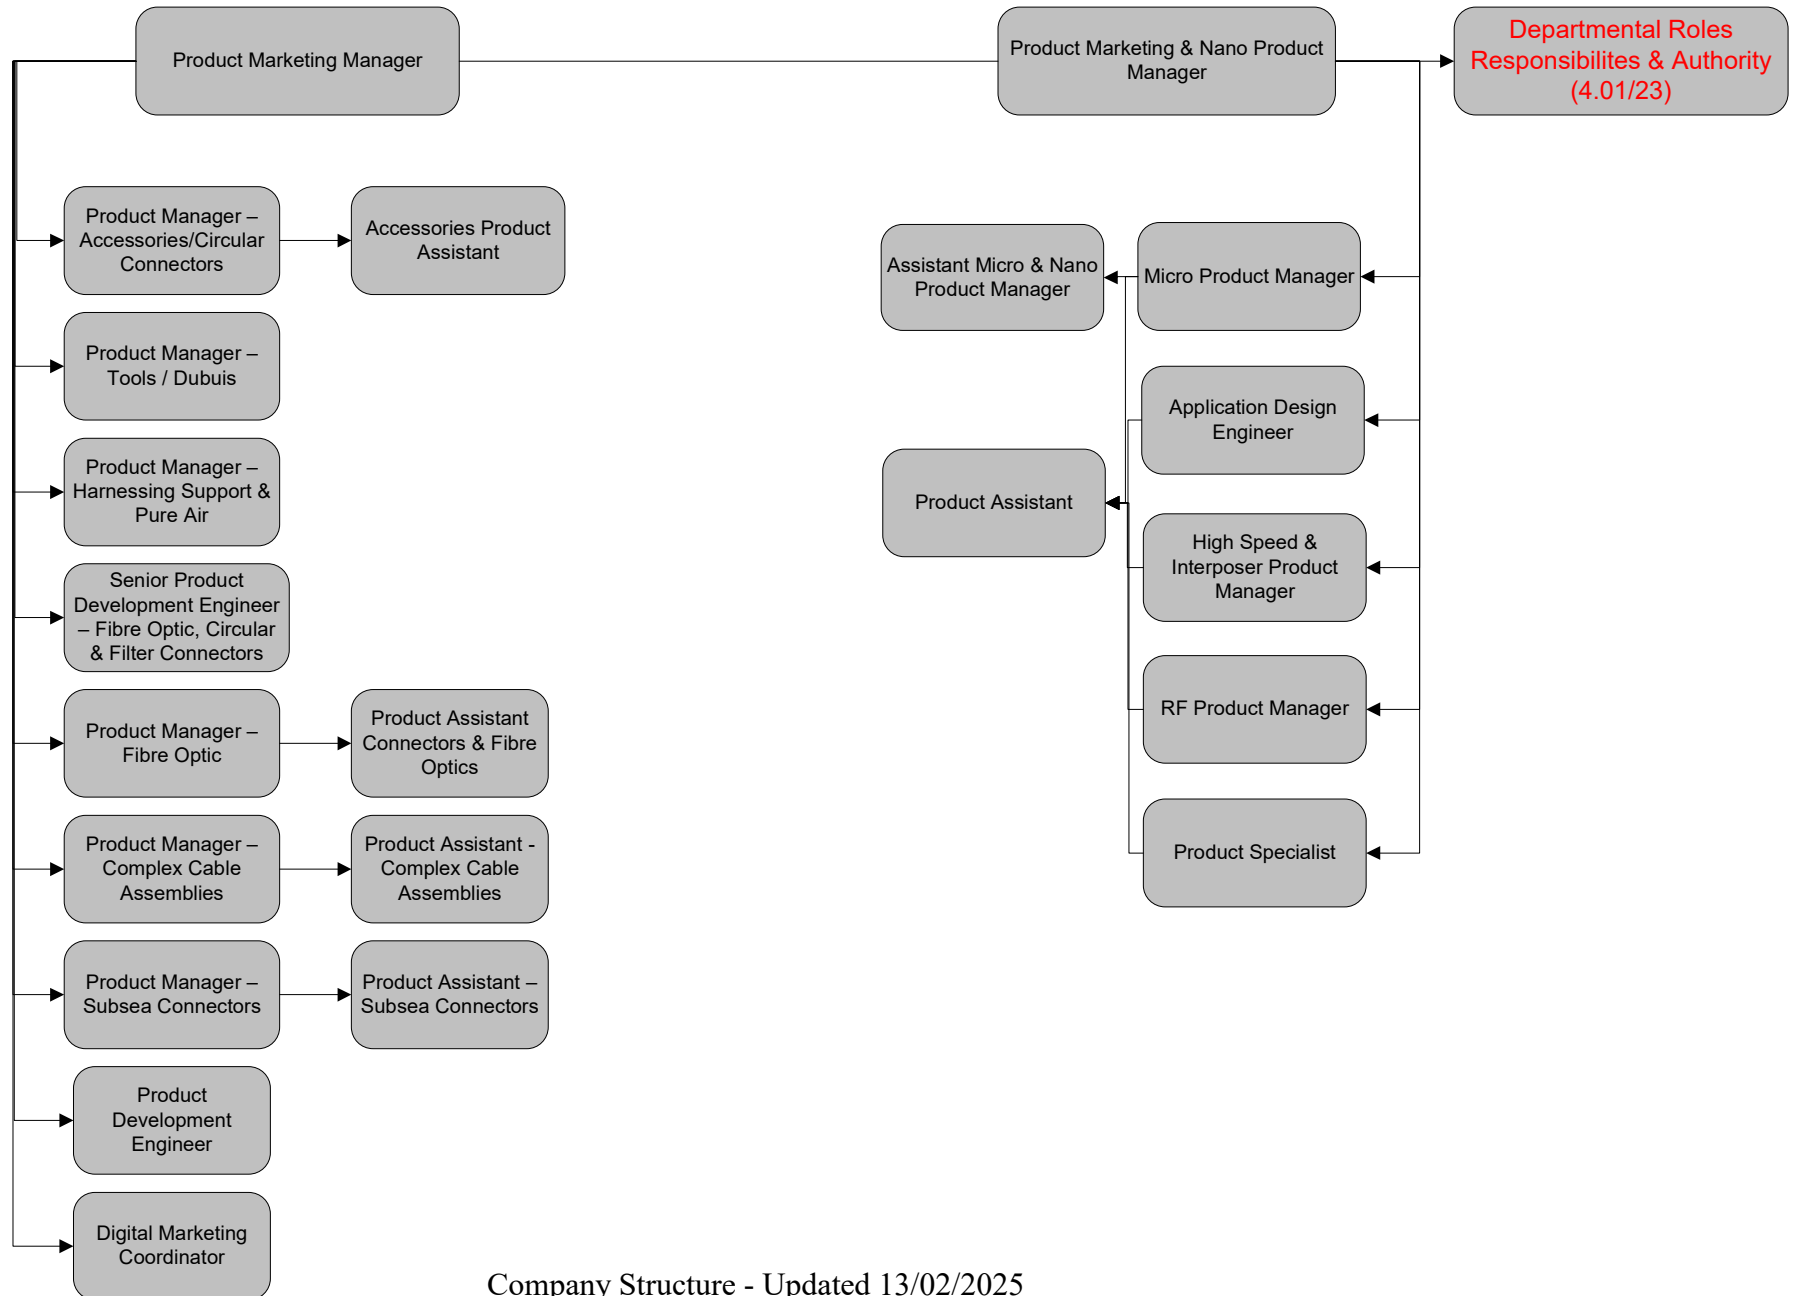 Product Marketing Manager
Product Marketing & Nano Product
Manager
Departmental Roles
Responsibilites & Authority
(4.01/23)
Product Manager –
Accessories/Circular
Connectors
Accessories Product
Assistant
Product Manager –
Tools / Dubuis
Product Manager –
Harnessing Support &
Pure Air
Senior Product
Development Engineer
– Fibre Optic, Circular
& Filter Connectors
Product Manager –
Fibre Optic
Product Assistant
Connectors & Fibre
Optics
Product Manager –
Complex Cable
Assemblies
Product Assistant -
Complex Cable
Assemblies
Product Manager –
Subsea Connectors
Product Assistant –
Subsea Connectors
Product
Development
Engineer
Digital Marketing
Coordinator
Assistant Micro & Nano
Product Manager
Micro Product Manager
Application Design
Engineer
Product Assistant
High Speed &
Interposer Product
Manager
RF Product Manager
Product Specialist
Company Structure - Updated 13/02/2025